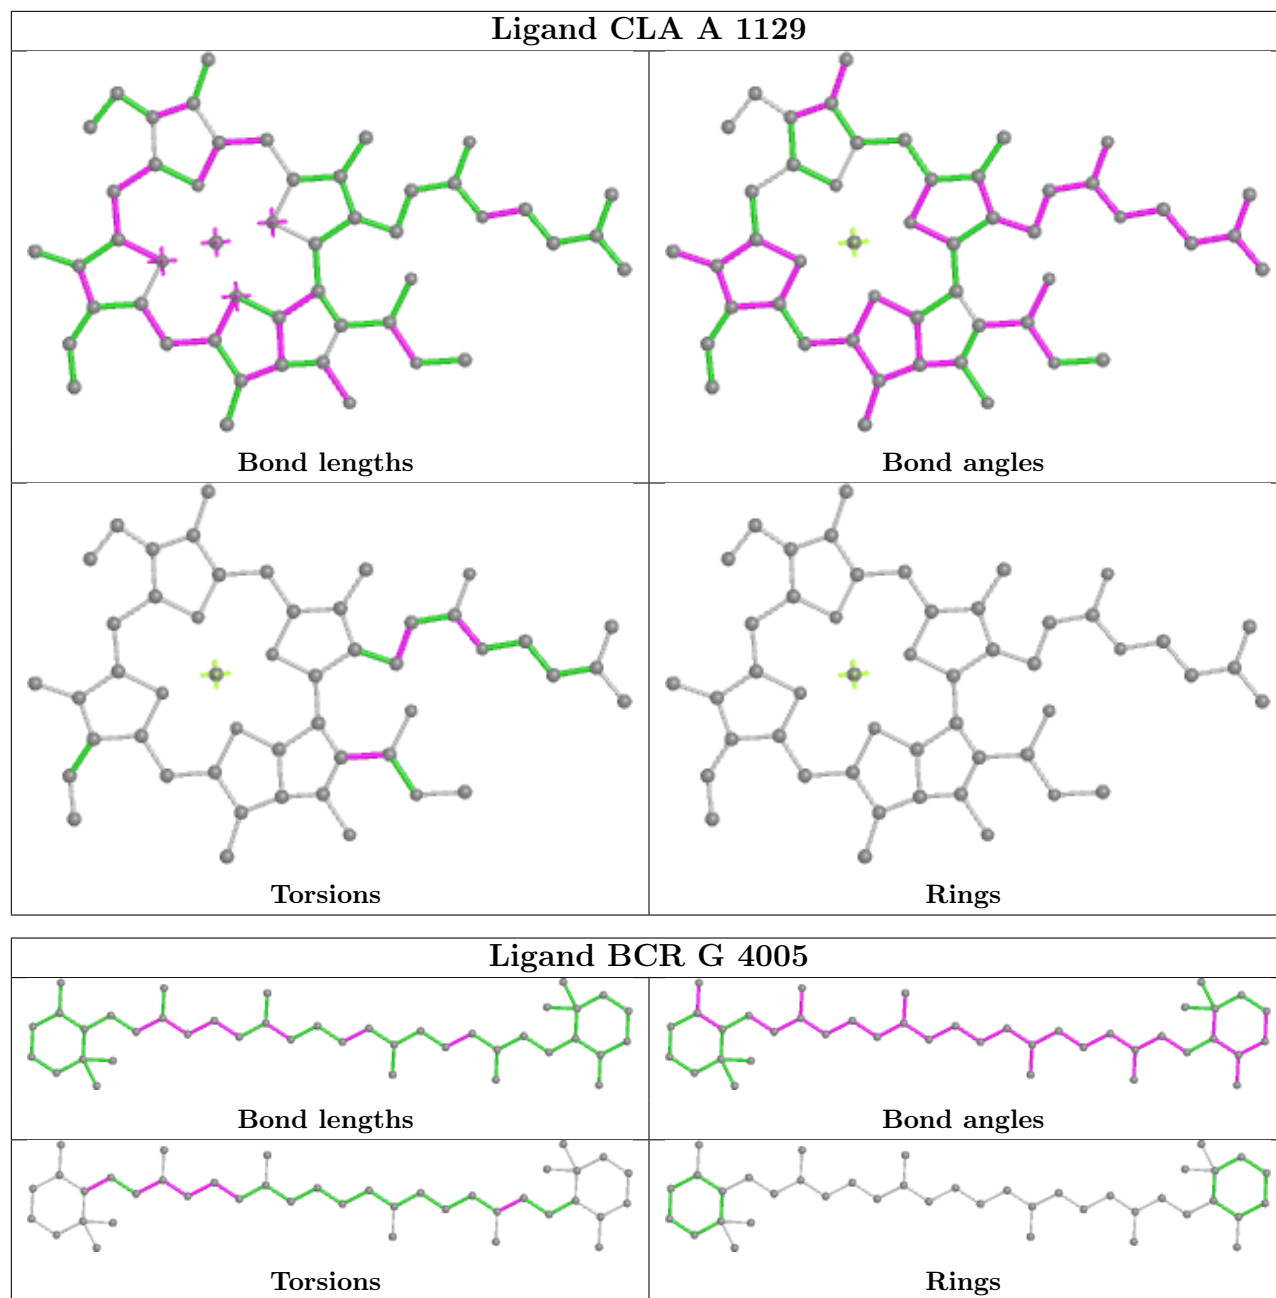 Ligand CLA A 1129
Bond lengths
Bond angles
Torsions
Rings
Ligand BCR G 4005
Bond lengths
Bond angles
Torsions
Rings